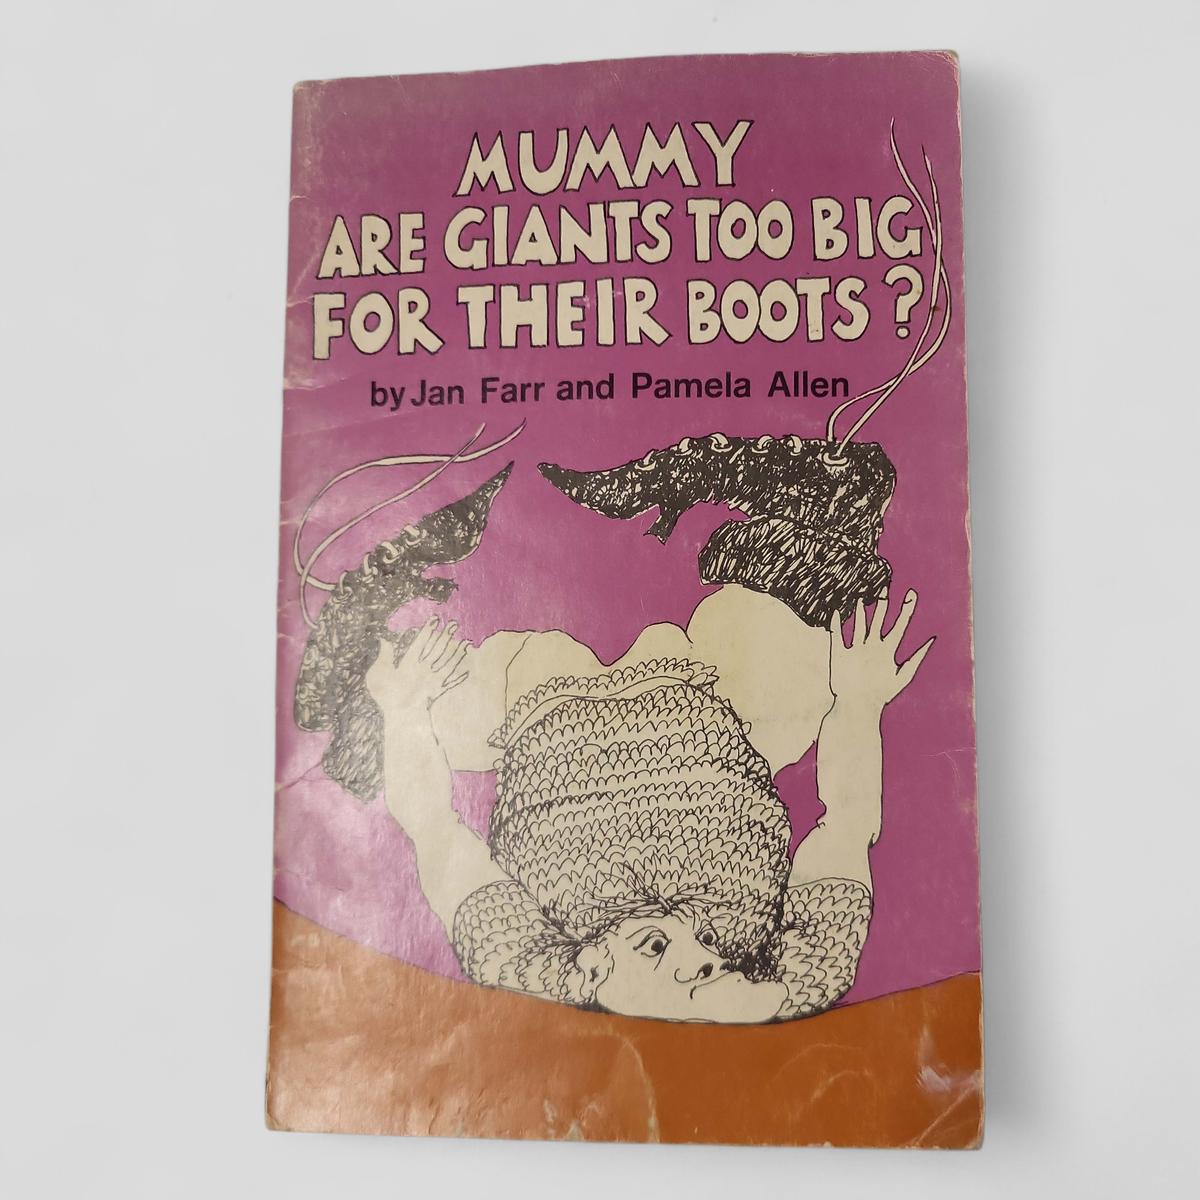 MUMMY
ARE GIANTS TOO BIG
FOR THEIR BOOTS?
by Jan Farr and Pamela Allen